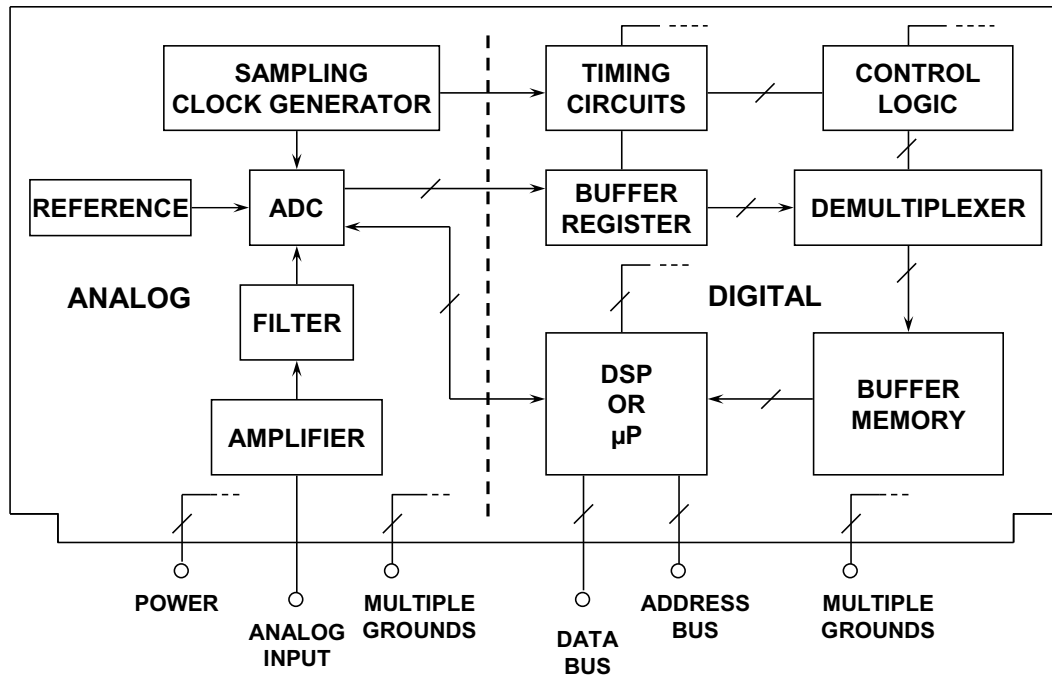 SAMPLING
CLOCK GENERATOR
TIMING
CIRCUITS
CONTROL
LOGIC
REFERENCE
ADC
BUFFER
REGISTER
DEMULTIPLEXER
ANALOG
DIGITAL
FILTER
DSP
OR
µP
BUFFER
MEMORY
AMPLIFIER
POWER
ANALOG
INPUT
MULTIPLE
GROUNDS
DATA
BUS
ADDRESS
BUS
MULTIPLE
GROUNDS